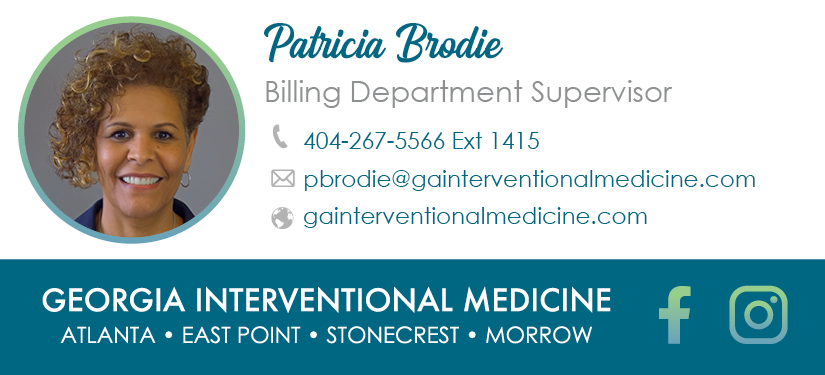 Patricia Brodie
Billing Department Supervisor
404-267-5566 Ext 1415
pbrodie@gainterventionalmedicine.com
gainterventionalmedicine.com
GEORGIA INTERVENTIONAL MEDICINE
ATLANTA • EAST POINT • STONECREST • MORROW